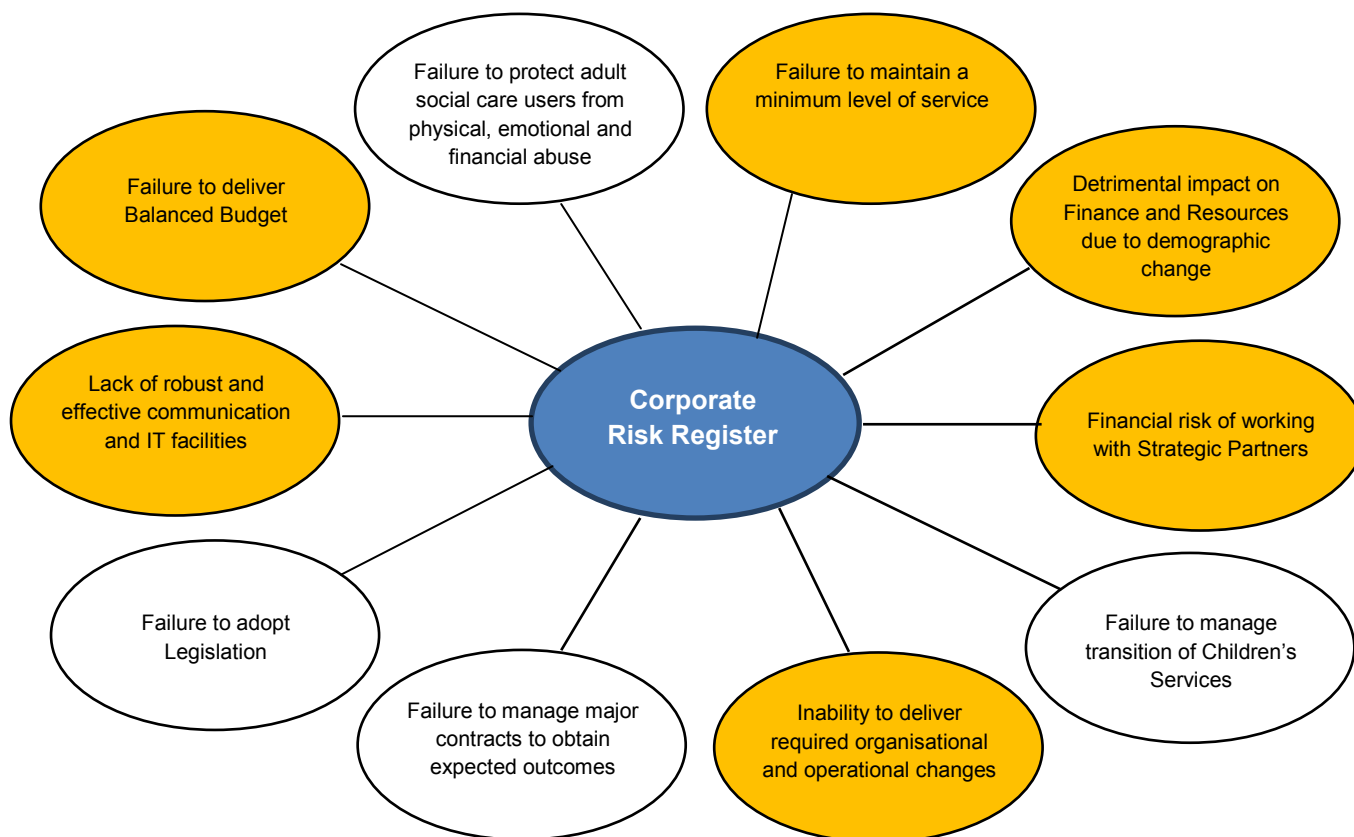 Failure to protect adult
social care users from
physical, emotional and
financial abuse
Failure to maintain a
minimum level of service
Failure to deliver
Balanced Budget
Detrimental impact on
Finance and Resources
due to demographic
change
Lack of robust and
effective communication
and IT facilities
Corporate
Risk Register
Financial risk of working
with Strategic Partners
Failure to adopt
Legislation
Failure to manage
transition of Children’s
Services
Failure to manage major
contracts to obtain
expected outcomes
Inability to deliver
required organisational
and operational changes